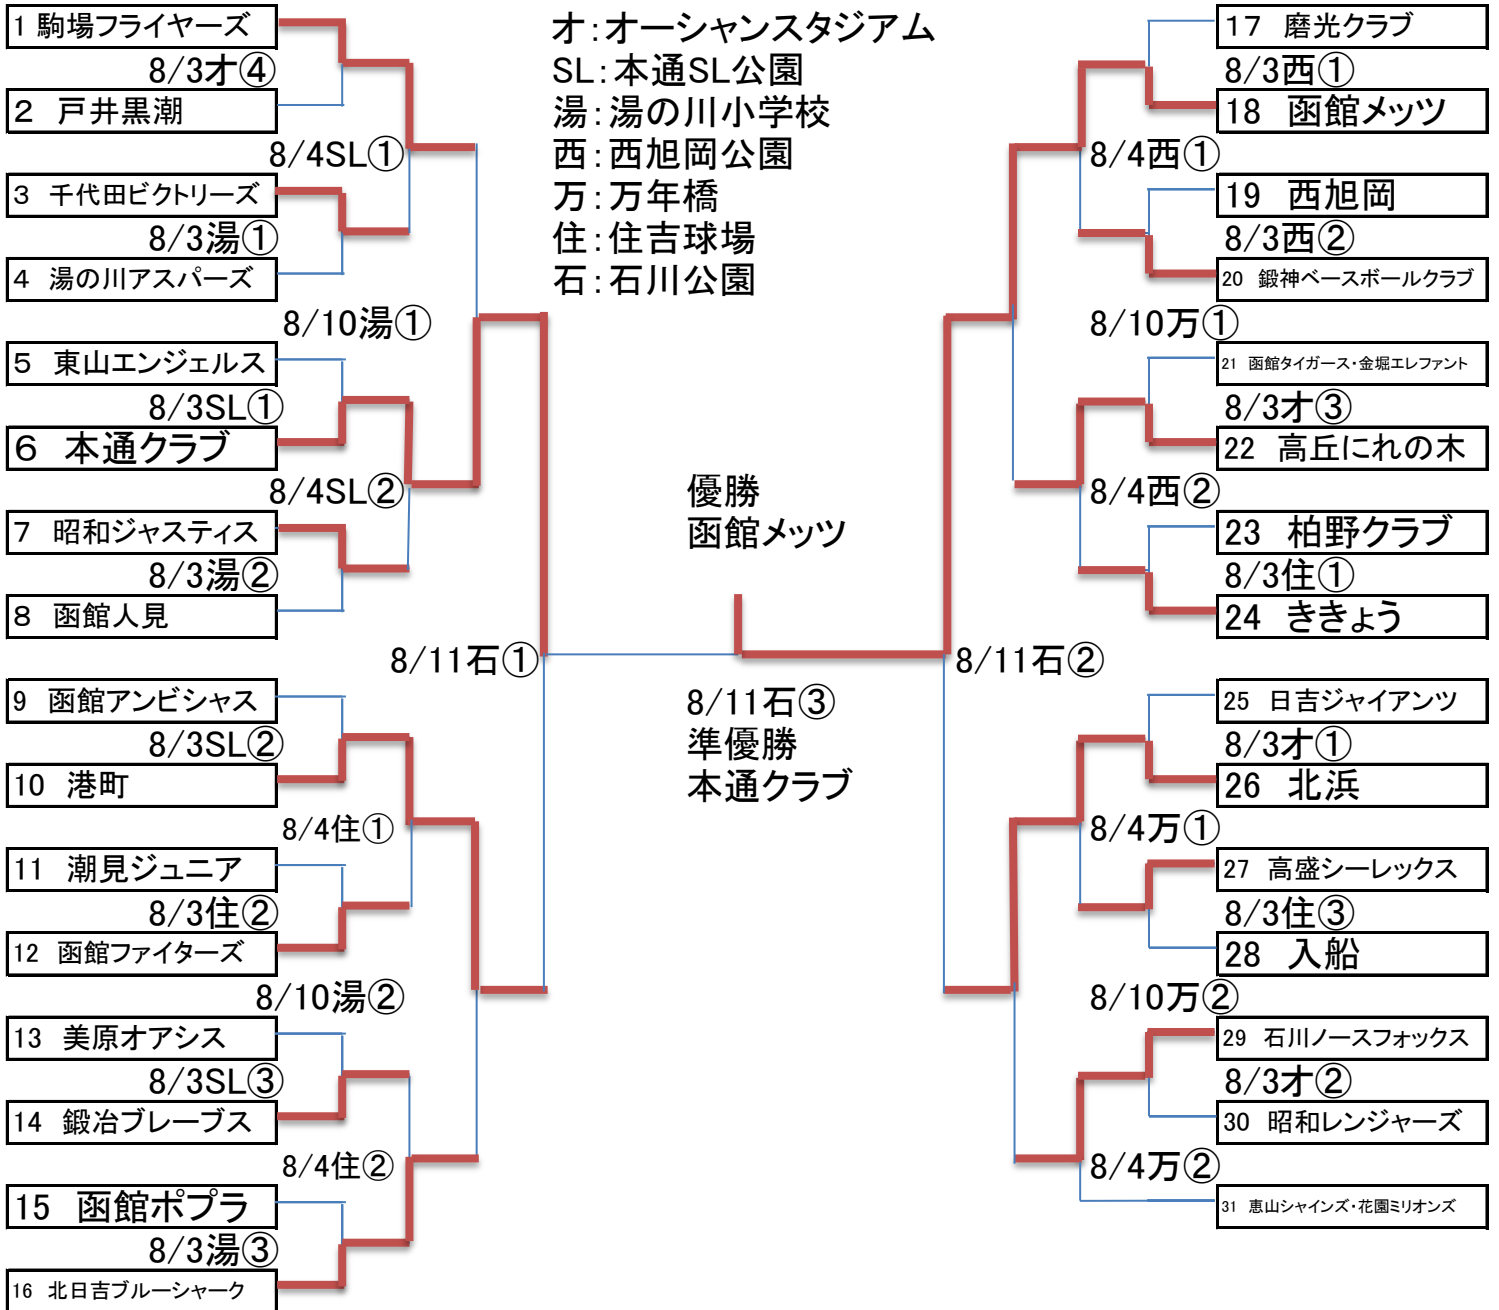 1 駒場フライヤーズ
8/3オ④
2 戸井黒潮
8/4SL①
3 千代田ビクトリーズ
8/3湯①
4 湯の川アスパーズ
8/10湯①
5 東山エンジェルス
8/3SL①
6 本通クラブ
8/4SL②
7 昭和ジャスティス
8/3湯②
8 函館人見
8/11石①
9 函館アンビシャス
8/3SL②
10 港町
8/4住①
11 潮見ジュニア
8/3住②
12 函館ファイターズ
8/10湯②
13 美原オアシス
8/3SL③
14 鍛冶ブレーブス
8/4住②
15 函館ポプラ
8/3湯③
16 北日吉ブルーシャーク
オ:オーシャンスタジアム
SL:本通SL公園
湯:湯の川小学校
西:西旭岡公園
万:万年橋
住:住吉球場
石:石川公園
優勝
函館メッツ
8/11石③
準優勝
本通クラブ
17 磨光クラブ
8/3西①
18 函館メッツ
8/4西①
19 西旭岡
8/3西②
20 鍛神ベースボールクラブ
8/10万①
21 函館タイガース・金堀エレファント
8/3オ③
22 高丘にれの木
8/4西②
23 柏野クラブ
8/3住①
24 ききょう
8/11石②
25 日吉ジャイアンツ
8/3オ①
26 北浜
8/4万①
27 高盛シーレックス
8/3住③
28 入船
8/10万②
29 石川ノースフォックス
8/3オ②
30 昭和レンジャーズ
8/4万②
31 恵山シャインズ・花園ミリオンズ